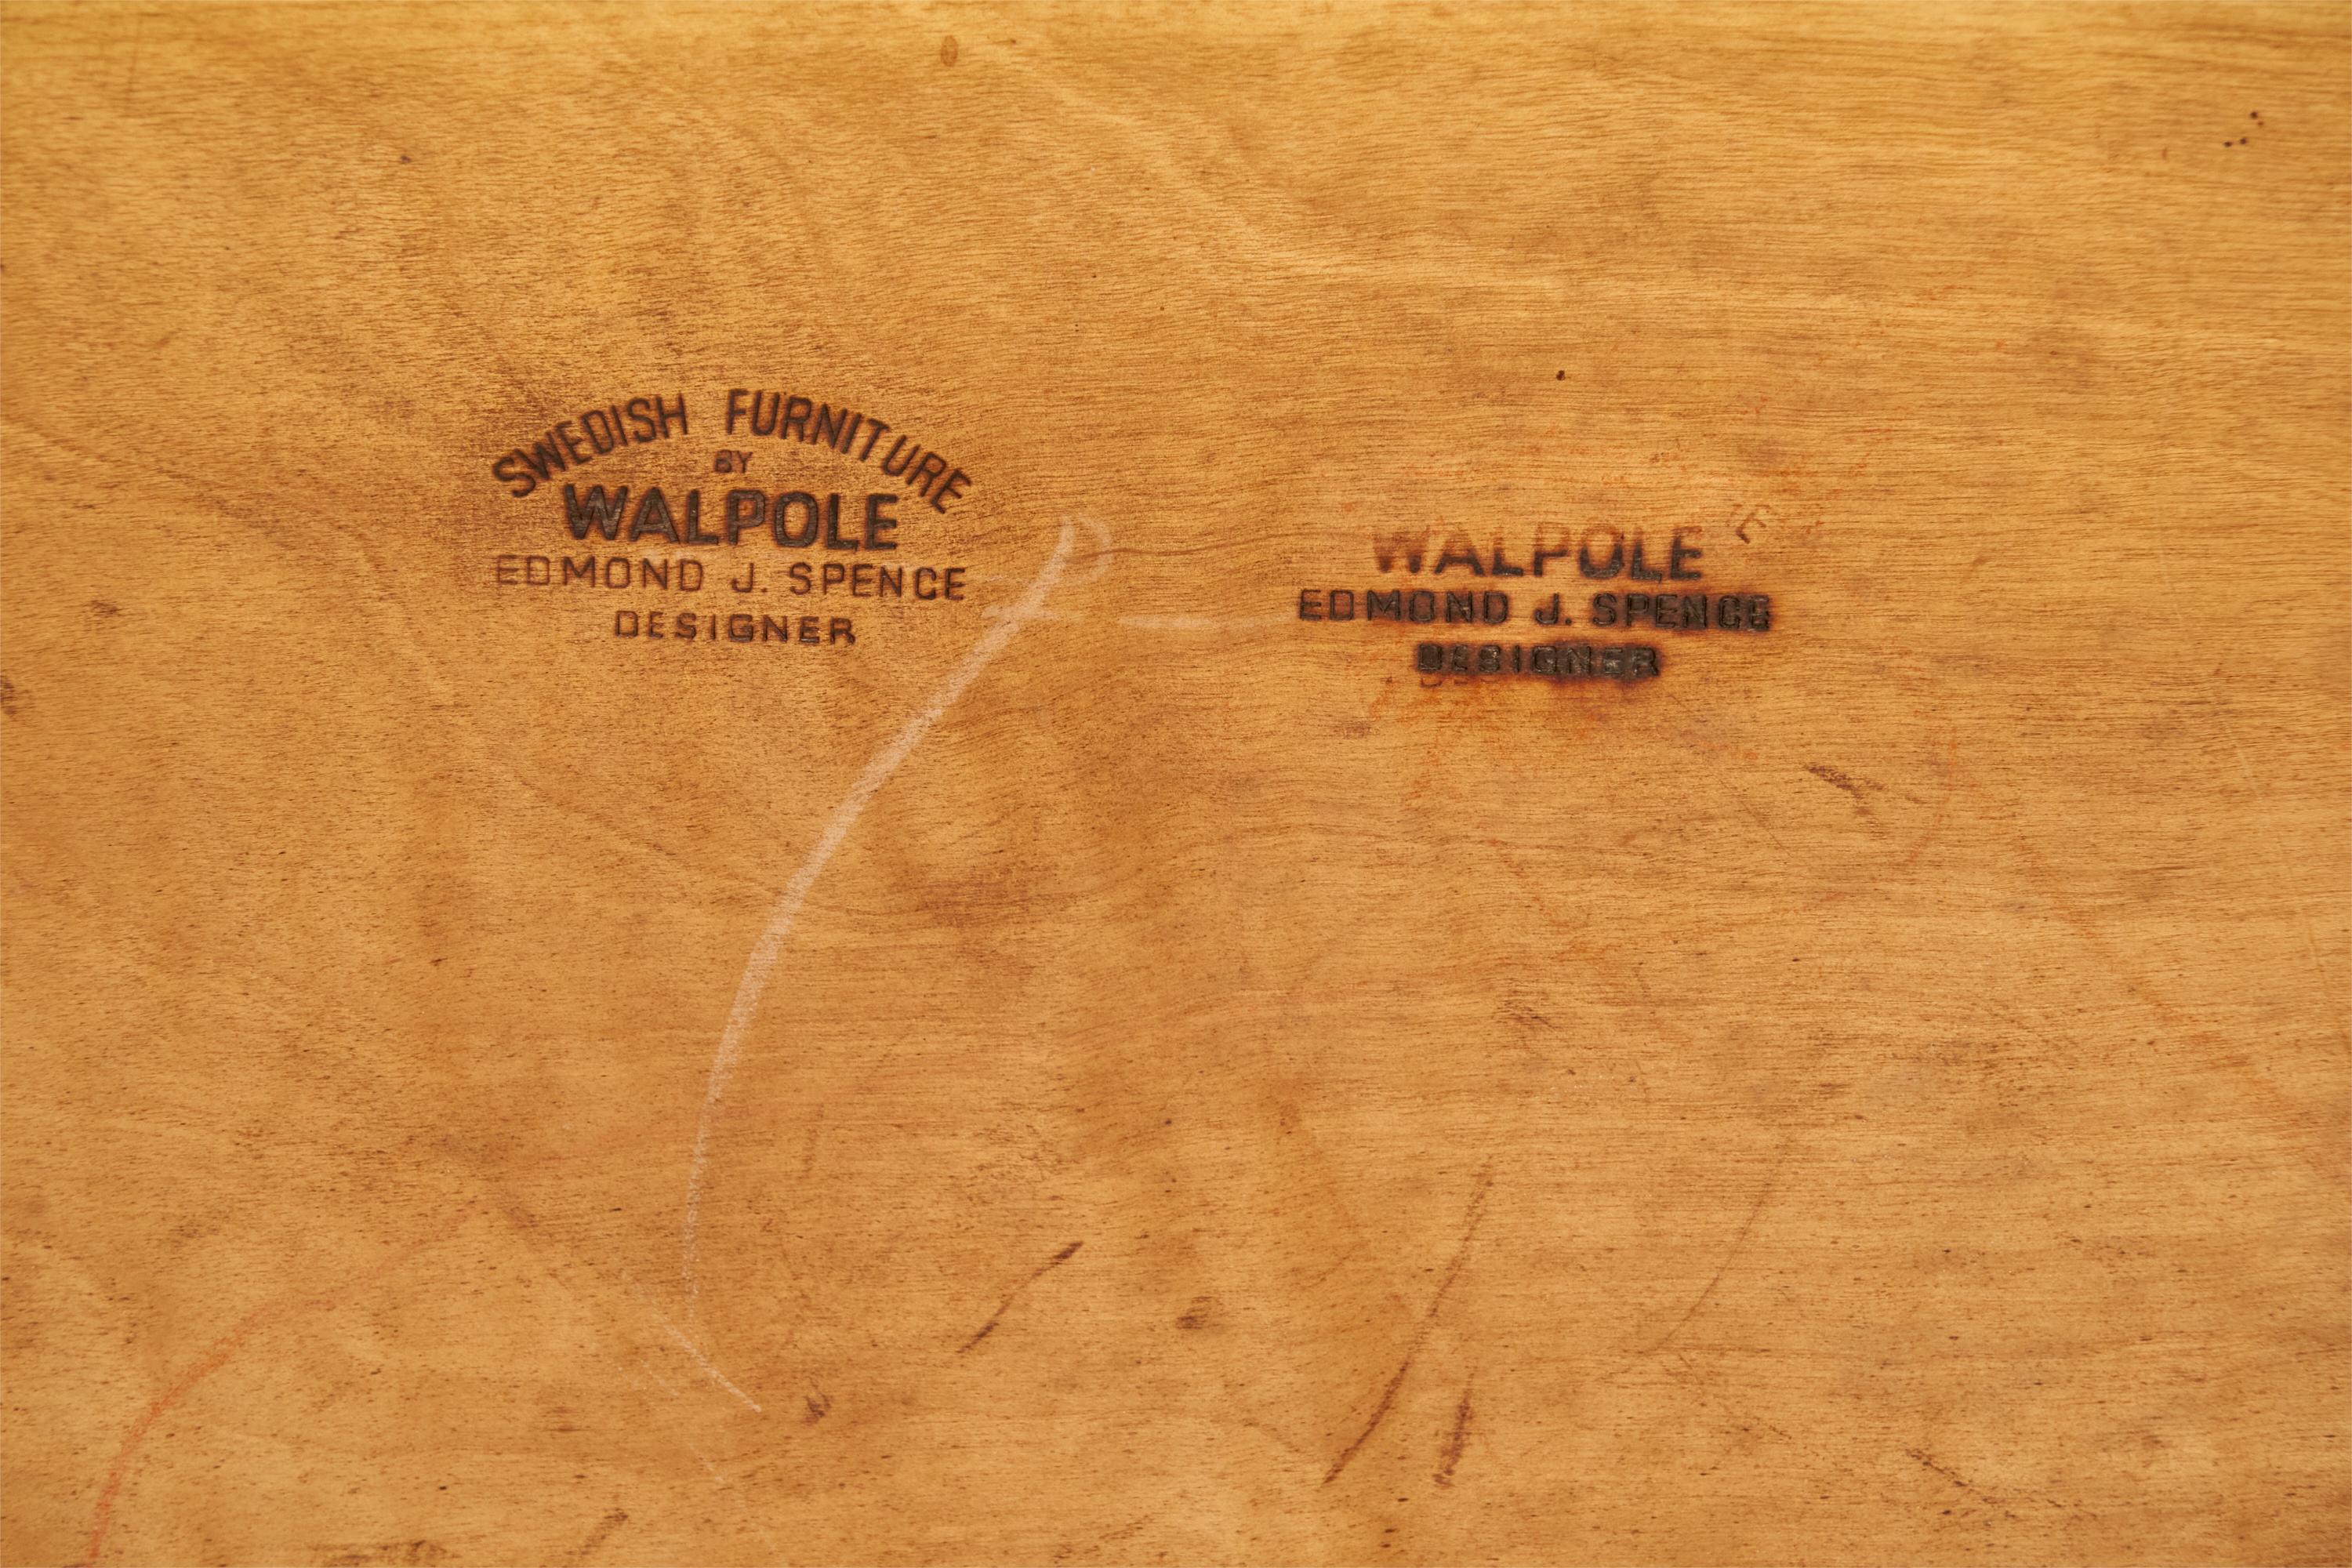 SWEDISH FURNITURE
BY
WALPOLE
EDMOND J. SPENCE
DESIGNER
WALPOLE
EDMOND J. SPENCE
DESIGNER